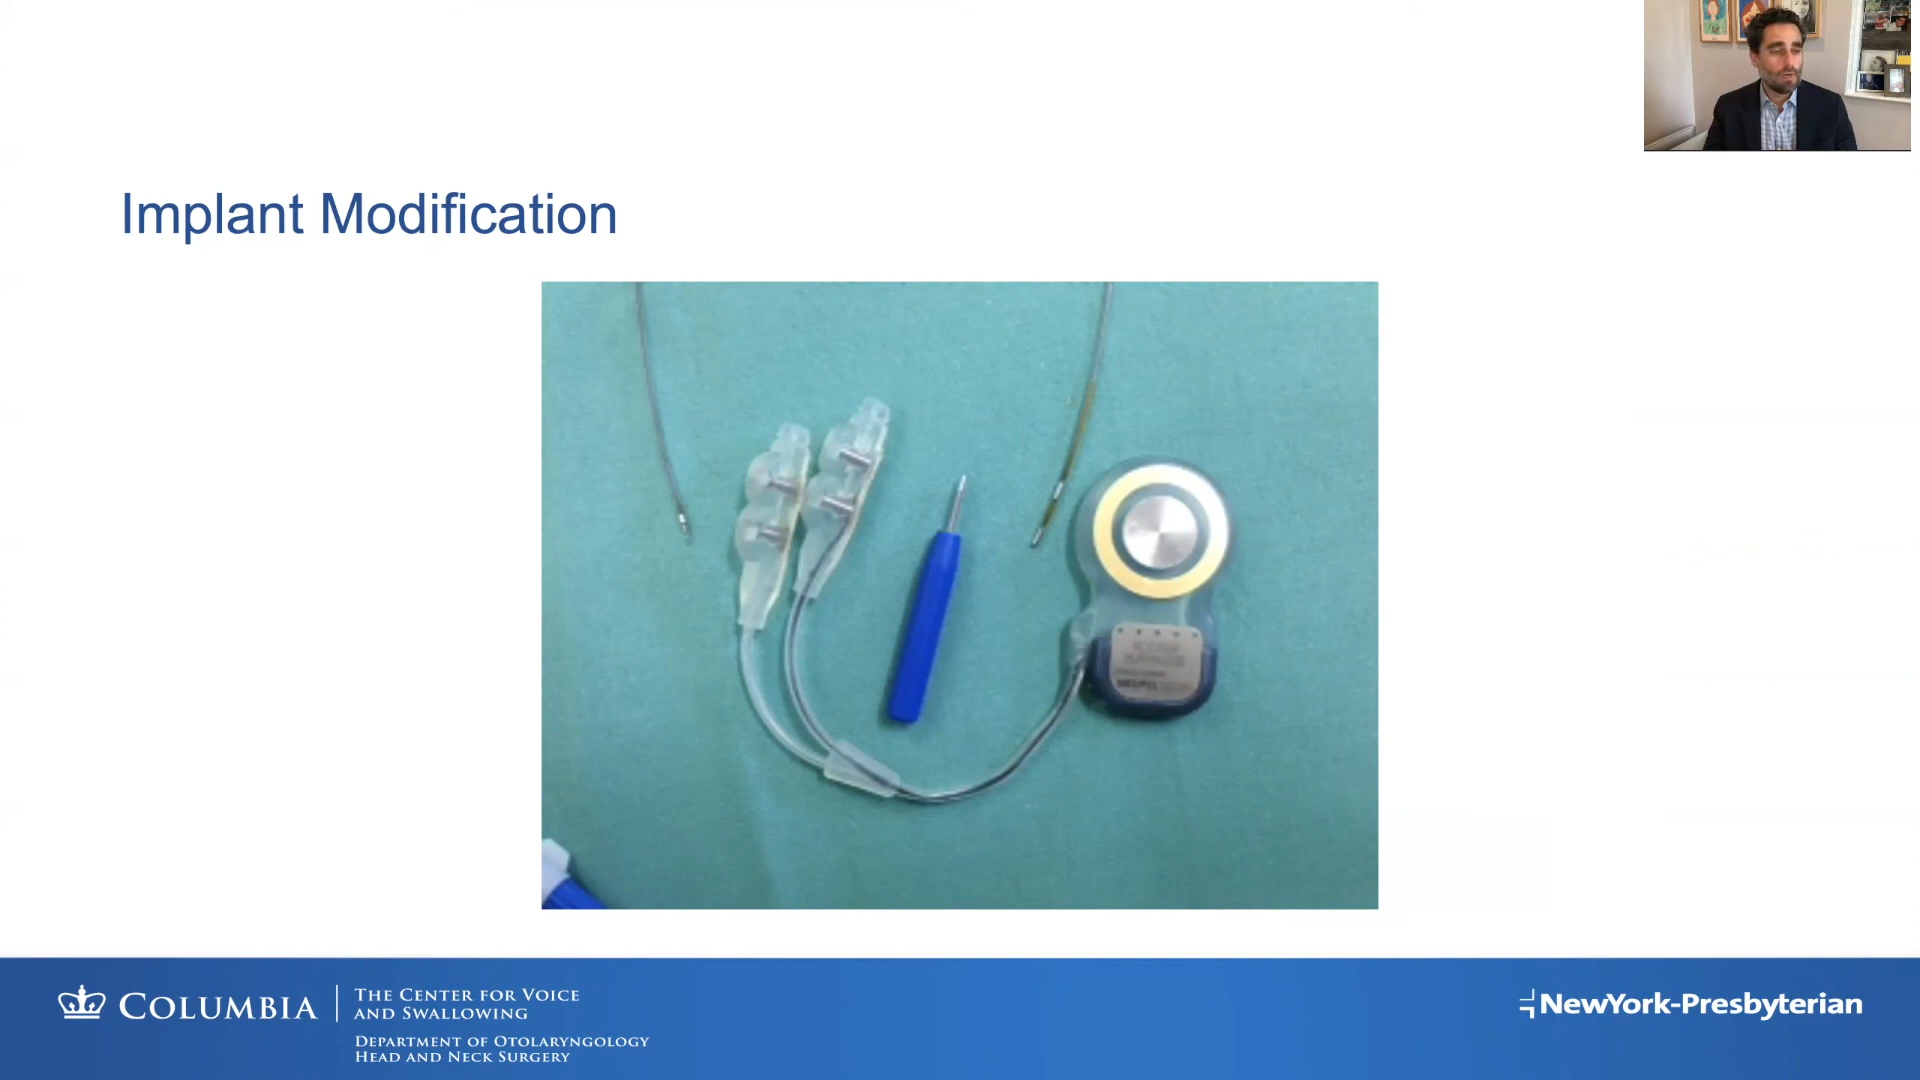 Implant Modification
COLUMBIA
THE CENTER FOR VOICE
AND SWALLOWING
DEPARTMENT OF OTOLARYNGOLOGY
HEAD AND NECK SURGERY
NewYork-Presbyterian